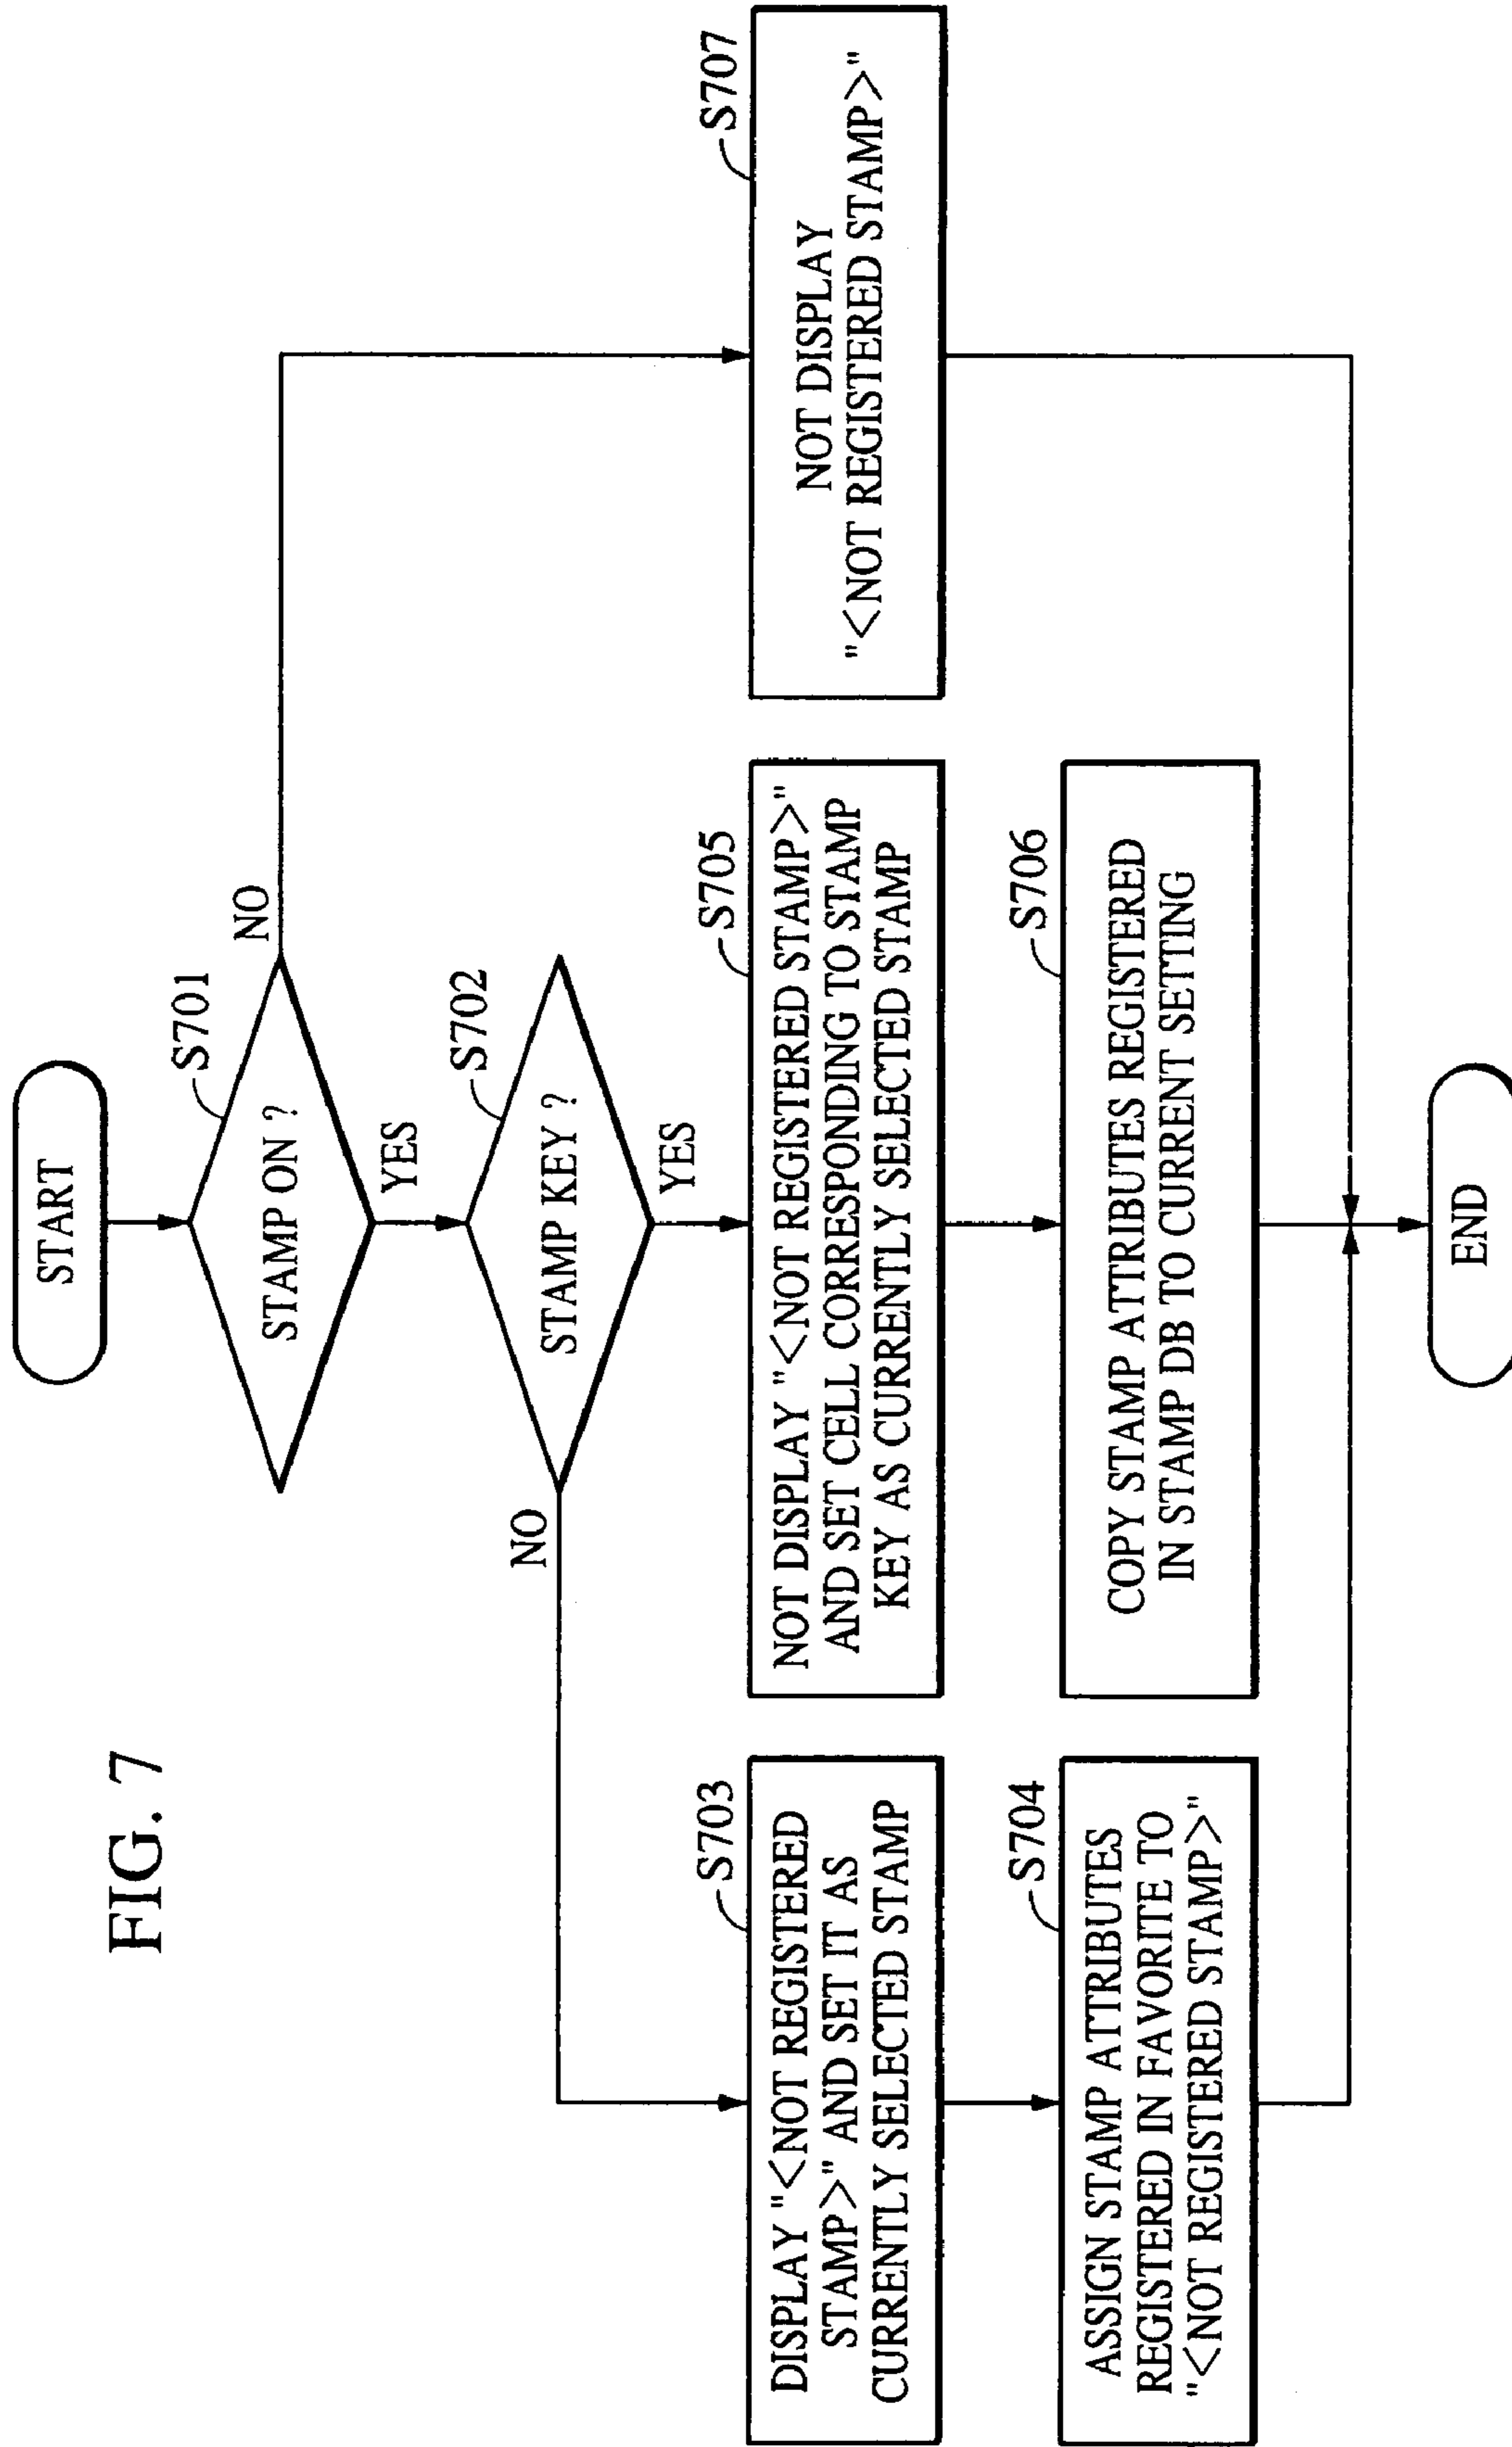 FIG. 7
START
S701
STAMP ON ?
NO
YES
S702
STAMP KEY ?
NO
YES
S703
DISPLAY "<NOT REGISTERED
STAMP>" AND SET IT AS
CURRENTLY SELECTED STAMP
S705
NOT DISPLAY "<NOT REGISTERED STAMP>"
AND SET CELL CORRESPONDING TO STAMP
KEY AS CURRENTLY SELECTED STAMP
S707
NOT DISPLAY
"<NOT REGISTERED STAMP>"
S704
ASSIGN STAMP ATTRIBUTES
REGISTERED IN FAVORITE TO
"<NOT REGISTERED STAMP>"
S706
COPY STAMP ATTRIBUTES REGISTERED
IN STAMP DB TO CURRENT SETTING
END